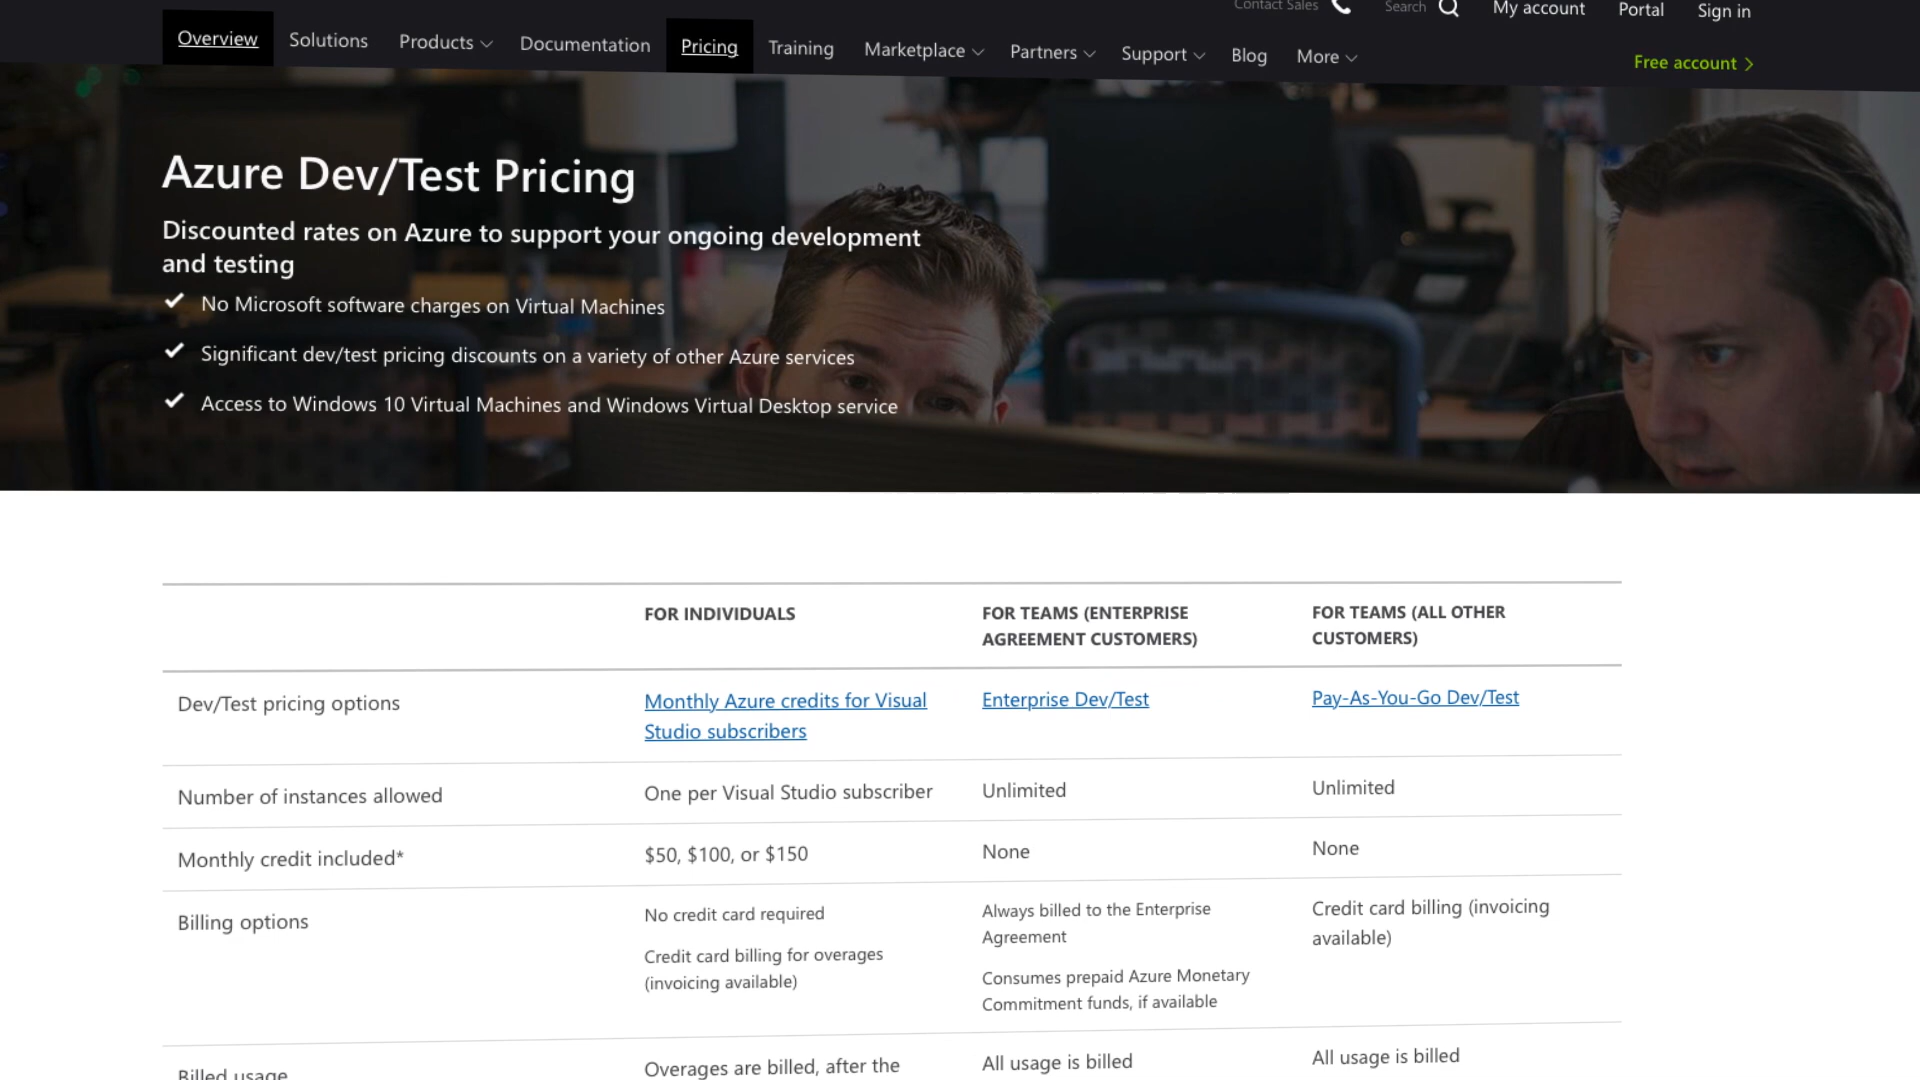 Contact Sales Search My account Portal Sign in
Overview Solutions Products Documentation Pricing Training Marketplace Partners Support Blog More Free account
Azure Dev/Test Pricing
Discounted rates on Azure to support your ongoing development
and testing
No Microsoft software charges on Virtual Machines
Significant dev/test pricing discounts on a variety of other Azure services
Access to Windows 10 Virtual Machines and Windows Virtual Desktop service
FOR INDIVIDUALS
FOR TEAMS (ENTERPRISE
AGREEMENT CUSTOMERS)
FOR TEAMS (ALL OTHER
CUSTOMERS)
Dev/Test pricing options
Monthly Azure credits for Visual
Studio subscribers
Enterprise Dev/Test
Pay-As-You-Go Dev/Test
Number of instances allowed
One per Visual Studio subscriber
Unlimited
Unlimited
Monthly credit included*
$50, $100, or $150
None
None
Billing options
No credit card required
Credit card billing for overages
(invoicing available)
Always billed to the Enterprise
Agreement
Consumes prepaid Azure Monetary
Commitment funds, if available
Credit card billing (invoicing
available)
Billed usage
Overages are billed, after the
All usage is billed
All usage is billed